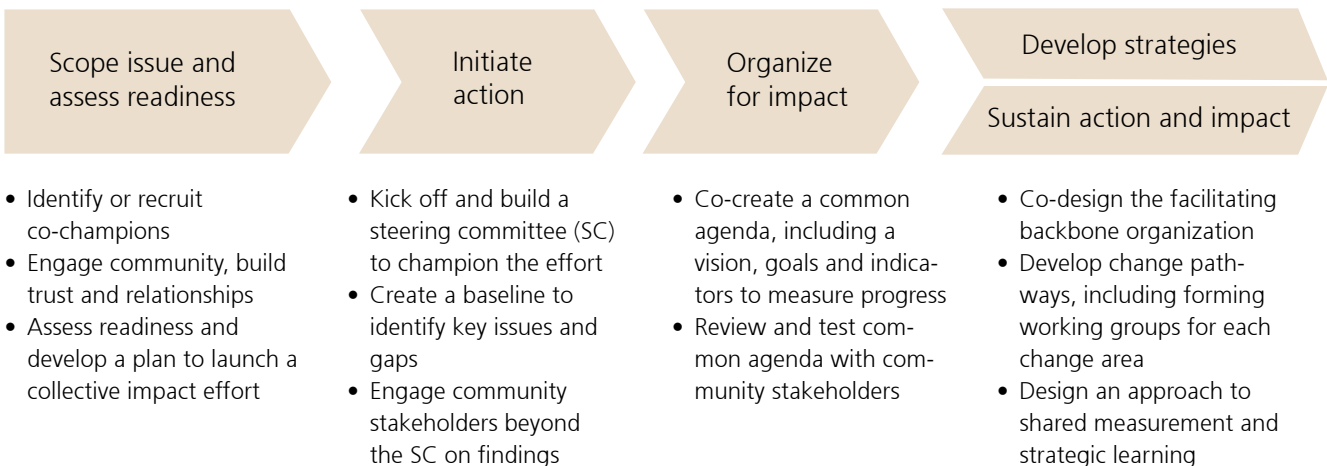 Scope issue and
assess readiness
Initiate
action
Organize
for impact
Develop strategies
Sustain action and impact
• Identify or recruit
co-champions
• Engage community, build
trust and relationships
• Assess readiness and
develop a plan to launch a
collective impact effort
• Kick off and build a
steering committee (SC)
to champion the effort
• Create a baseline to
identify key issues and
gaps
• Engage community
stakeholders beyond
the SC on findings
• Co-create a common
agenda, including a
vision, goals and indica-
tors to measure progress
• Review and test com-
mon agenda with com-
munity stakeholders
• Co-design the facilitating
backbone organization
• Develop change path-
ways, including forming
working groups for each
change area
• Design an approach to
shared measurement and
strategic learning